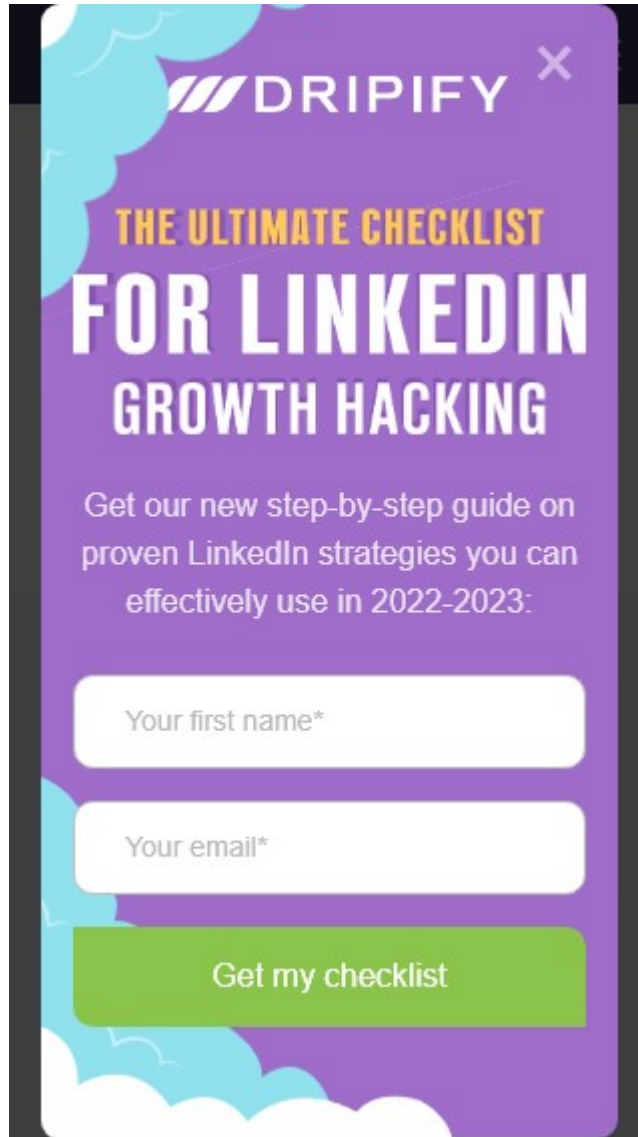 DRIPIFY
THE ULTIMATE CHECKLIST
FOR LINKEDIN
GROWTH HACKING
Get our new step-by-step guide on
proven LinkedIn strategies you can
effectively use in 2022-2023:
Your first name*
Your email*
Get my checklist